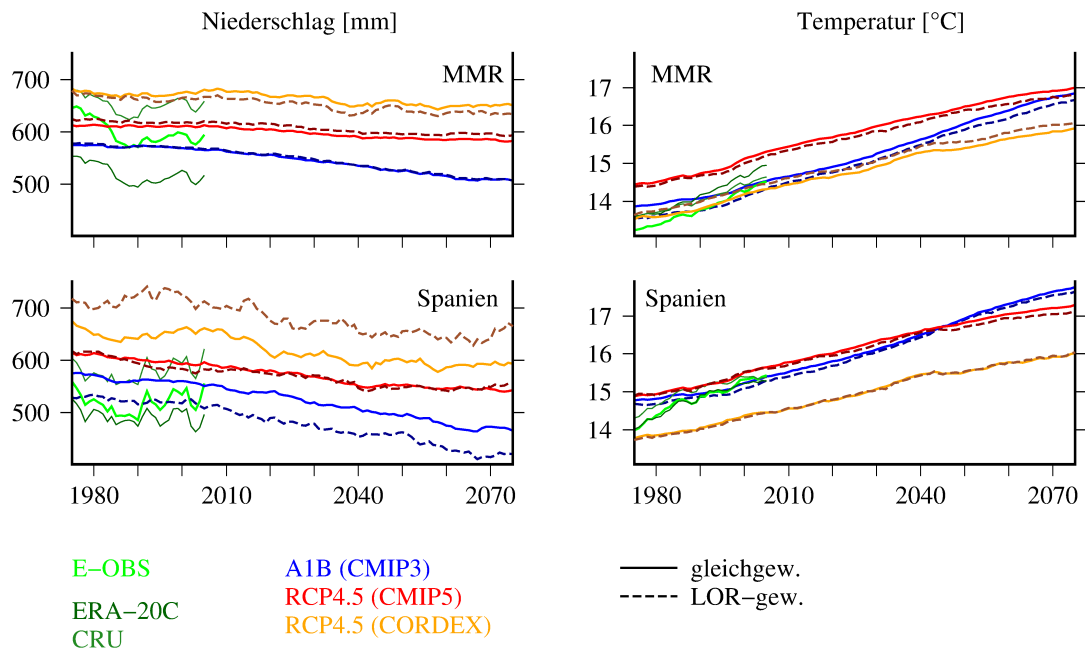 Niederschlag [mm]
Temperatur [°C]
MMR
700
600
500
MMR
17
16
15
14
Spanien
700
600
500
1980 2010 2040 2070
Spanien
17
16
15
14
1980 2010 2040 2070
E−OBS
ERA−20C
CRU
A1B (CMIP3)
RCP4.5 (CMIP5)
RCP4.5 (CORDEX)
gleichgew.
LOR−gew.